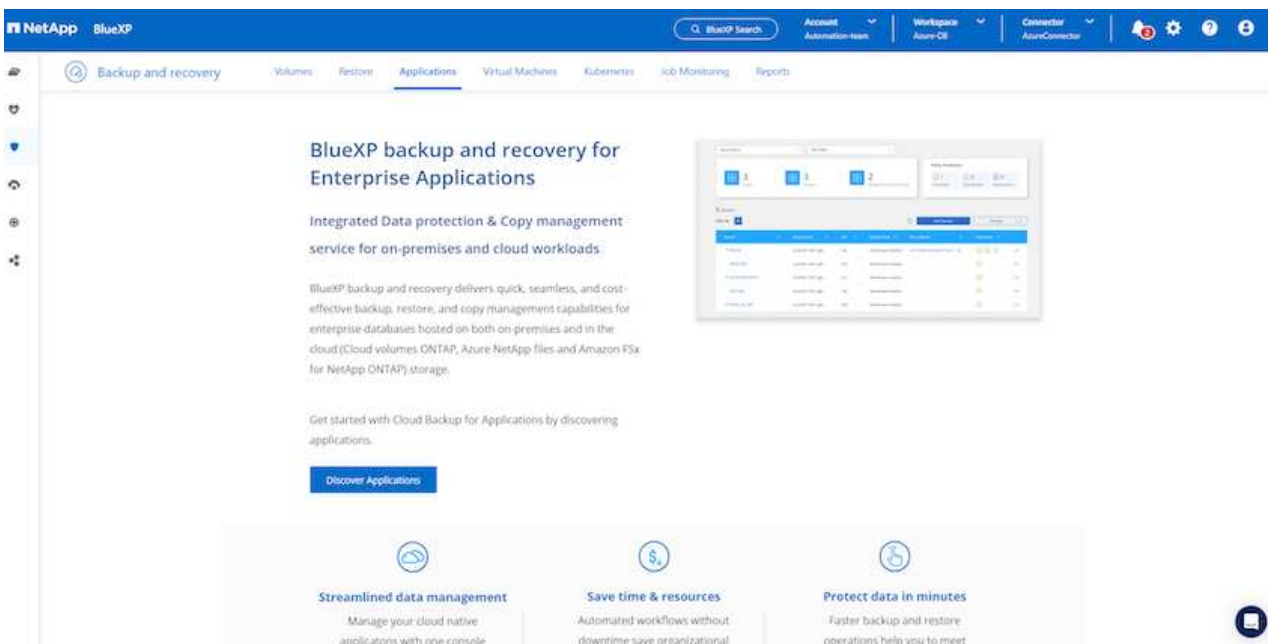 NetApp BlueXP
BlueXP Search
Account
Automation-team
Workspace
Azure-CB
Connector
AzureConnector
2
Backup and recovery
Volumes
Restore
Applications
Virtual Machines
Kubernetes
Job Monitoring
Reports
BlueXP backup and recovery for
Enterprise Applications
Integrated Data protection & Copy management
service for on-premises and cloud workloads
BlueXP backup and recovery delivers quick, seamless, and cost-
effective backup, restore, and copy management capabilities for
enterprise databases hosted on both on-premises and in the
cloud (Cloud volumes ONTAP, Azure NetApp files and Amazon FSx
for NetApp ONTAP) storage.
Get started with Cloud Backup for Applications by discovering
applications.
Discover Applications
3
3
2
Streamlined data management
Manage your cloud native
applicatons with one console
Save time & resources
Automated workflows without
downtime save organizational
Protect data in minutes
Faster backup and restore
operations help you to meet